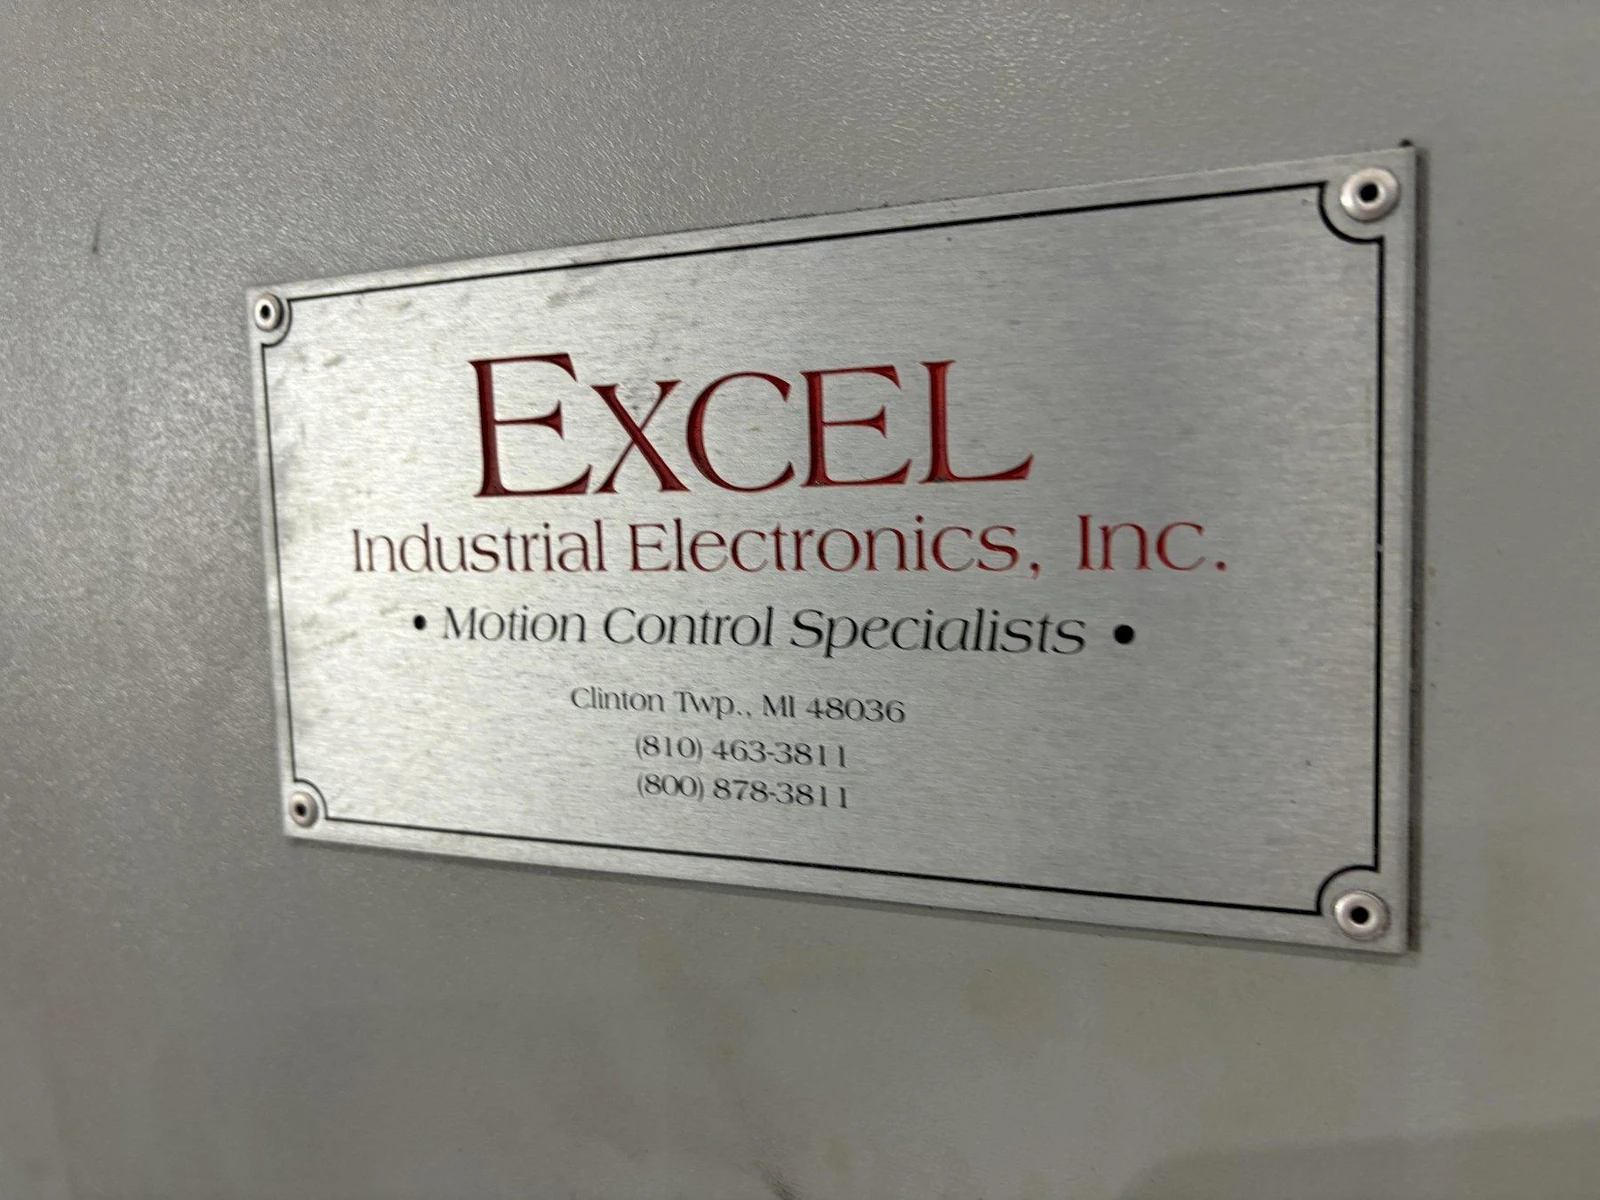 EXCEL
Industrial Electronics, Inc.
• Motion Control Specialists •
Clinton Twp., MI 48036
(810) 463-3811
(800) 878-3811